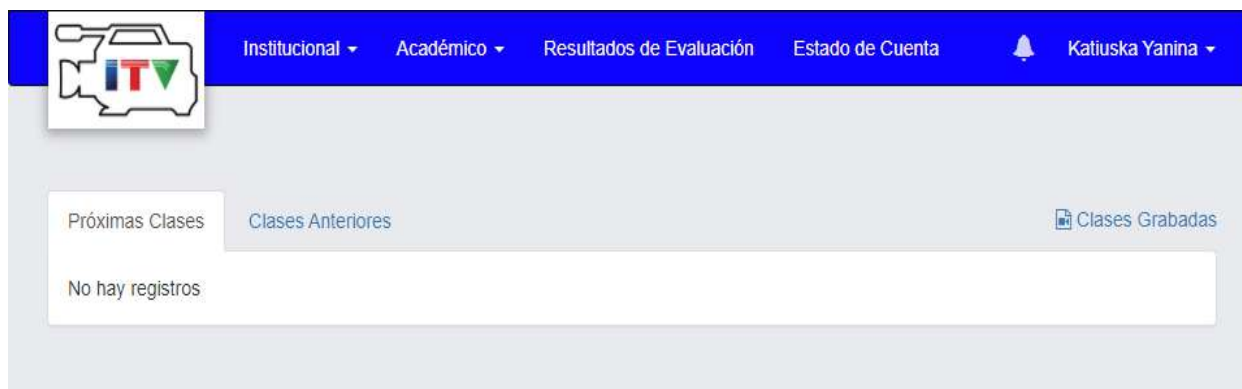 ITV
Institucional Académico Resultados de Evaluación Estado de Cuenta Katiuska Yanina
Próximas Clases Clases Anteriores Clases Grabadas
No hay registros